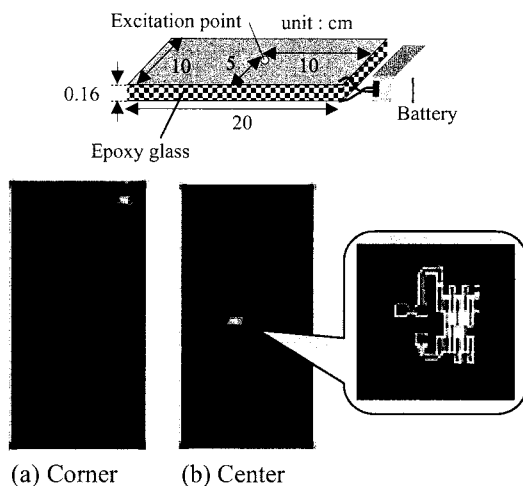 Excitation point
unit : cm
10
5
10
0.16
20
Battery
Epoxy glass
(a) Corner
(b) Center